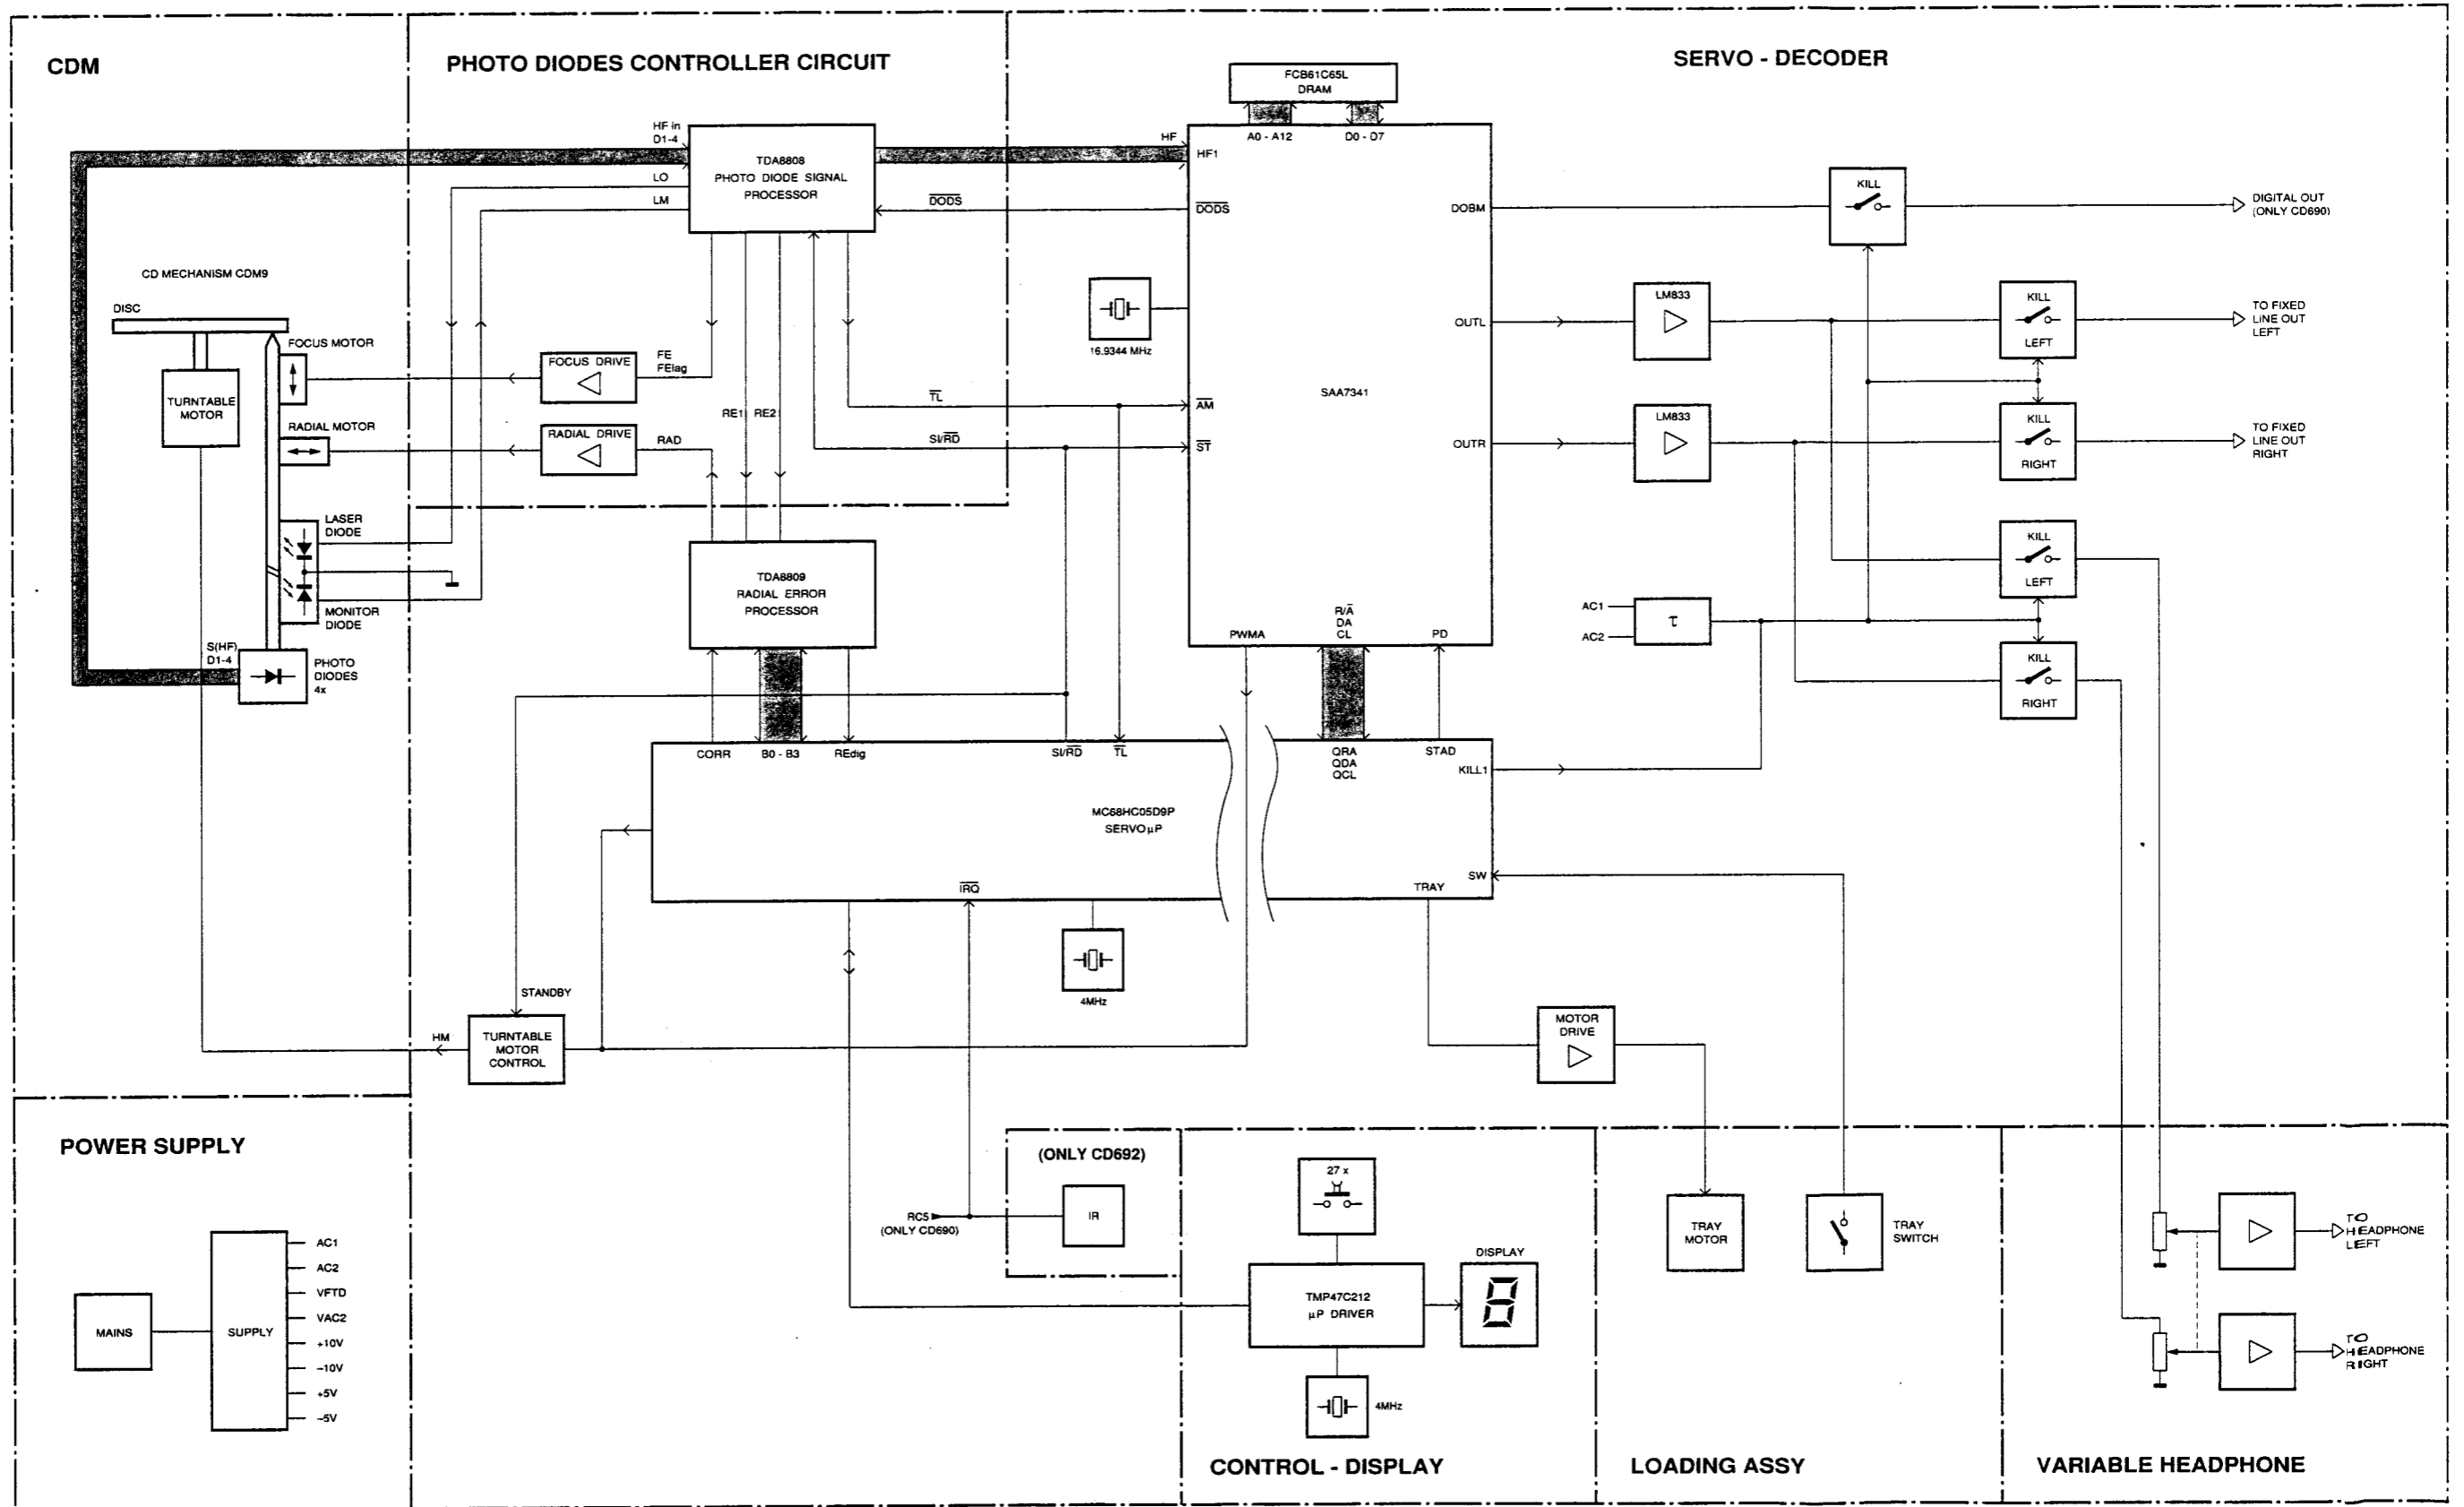 CDM
PHOTO DIODES CONTROLLER CIRCUIT
SERVO - DECODER
FCB61C65L
DRAM
A0 - A12
D0 - D7
HF in
D1-4
LO
LM
TDA8808
PHOTO DIODE SIGNAL
PROCESSOR
HF
HF1
DODS
DODS
DOBM
KILL
DIGITAL OUT
(ONLY CD690)
CD MECHANISM CDM9
DISC
FOCUS MOTOR
TURNTABLE
MOTOR
RADIAL MOTOR
FOCUS DRIVE
FE
FElag
RADIAL DRIVE
RAD
RE1
RE2
TL
SI/RD
16.9344 MHz
AM
ST
SAA7341
OUTL
OUTR
LM833
LM833
KILL
LEFT
TO FIXED
LINE OUT
LEFT
KILL
RIGHT
TO FIXED
LINE OUT
RIGHT
LASER
DIODE
MONITOR
DIODE
S(HF)
D1-4
PHOTO
DIODES
4x
TDA8809
RADIAL ERROR
PROCESSOR
PWMA
R/A
DA
CL
PD
AC1
AC2
τ
KILL
LEFT
KILL
RIGHT
CORR
B0 - B3
REdig
SI/RD
TL
QRA
QDA
QCL
STAD
KILL1
MC68HC05D9P
SERVO µP
IRQ
TRAY
SW
4MHz
STANDBY
HM
TURNTABLE
MOTOR
CONTROL
MOTOR
DRIVE
POWER SUPPLY
MAINS
SUPPLY
AC1
AC2
VFTD
VAC2
+10V
-10V
+5V
-5V
(ONLY CD692)
RC5
(ONLY CD690)
IR
27 x
TMP47C212
µP DRIVER
DISPLAY
4MHz
CONTROL - DISPLAY
TRAY
MOTOR
TRAY
SWITCH
LOADING ASSY
TO
HEADPHONE
LEFT
TO
HEADPHONE
RIGHT
VARIABLE HEADPHONE